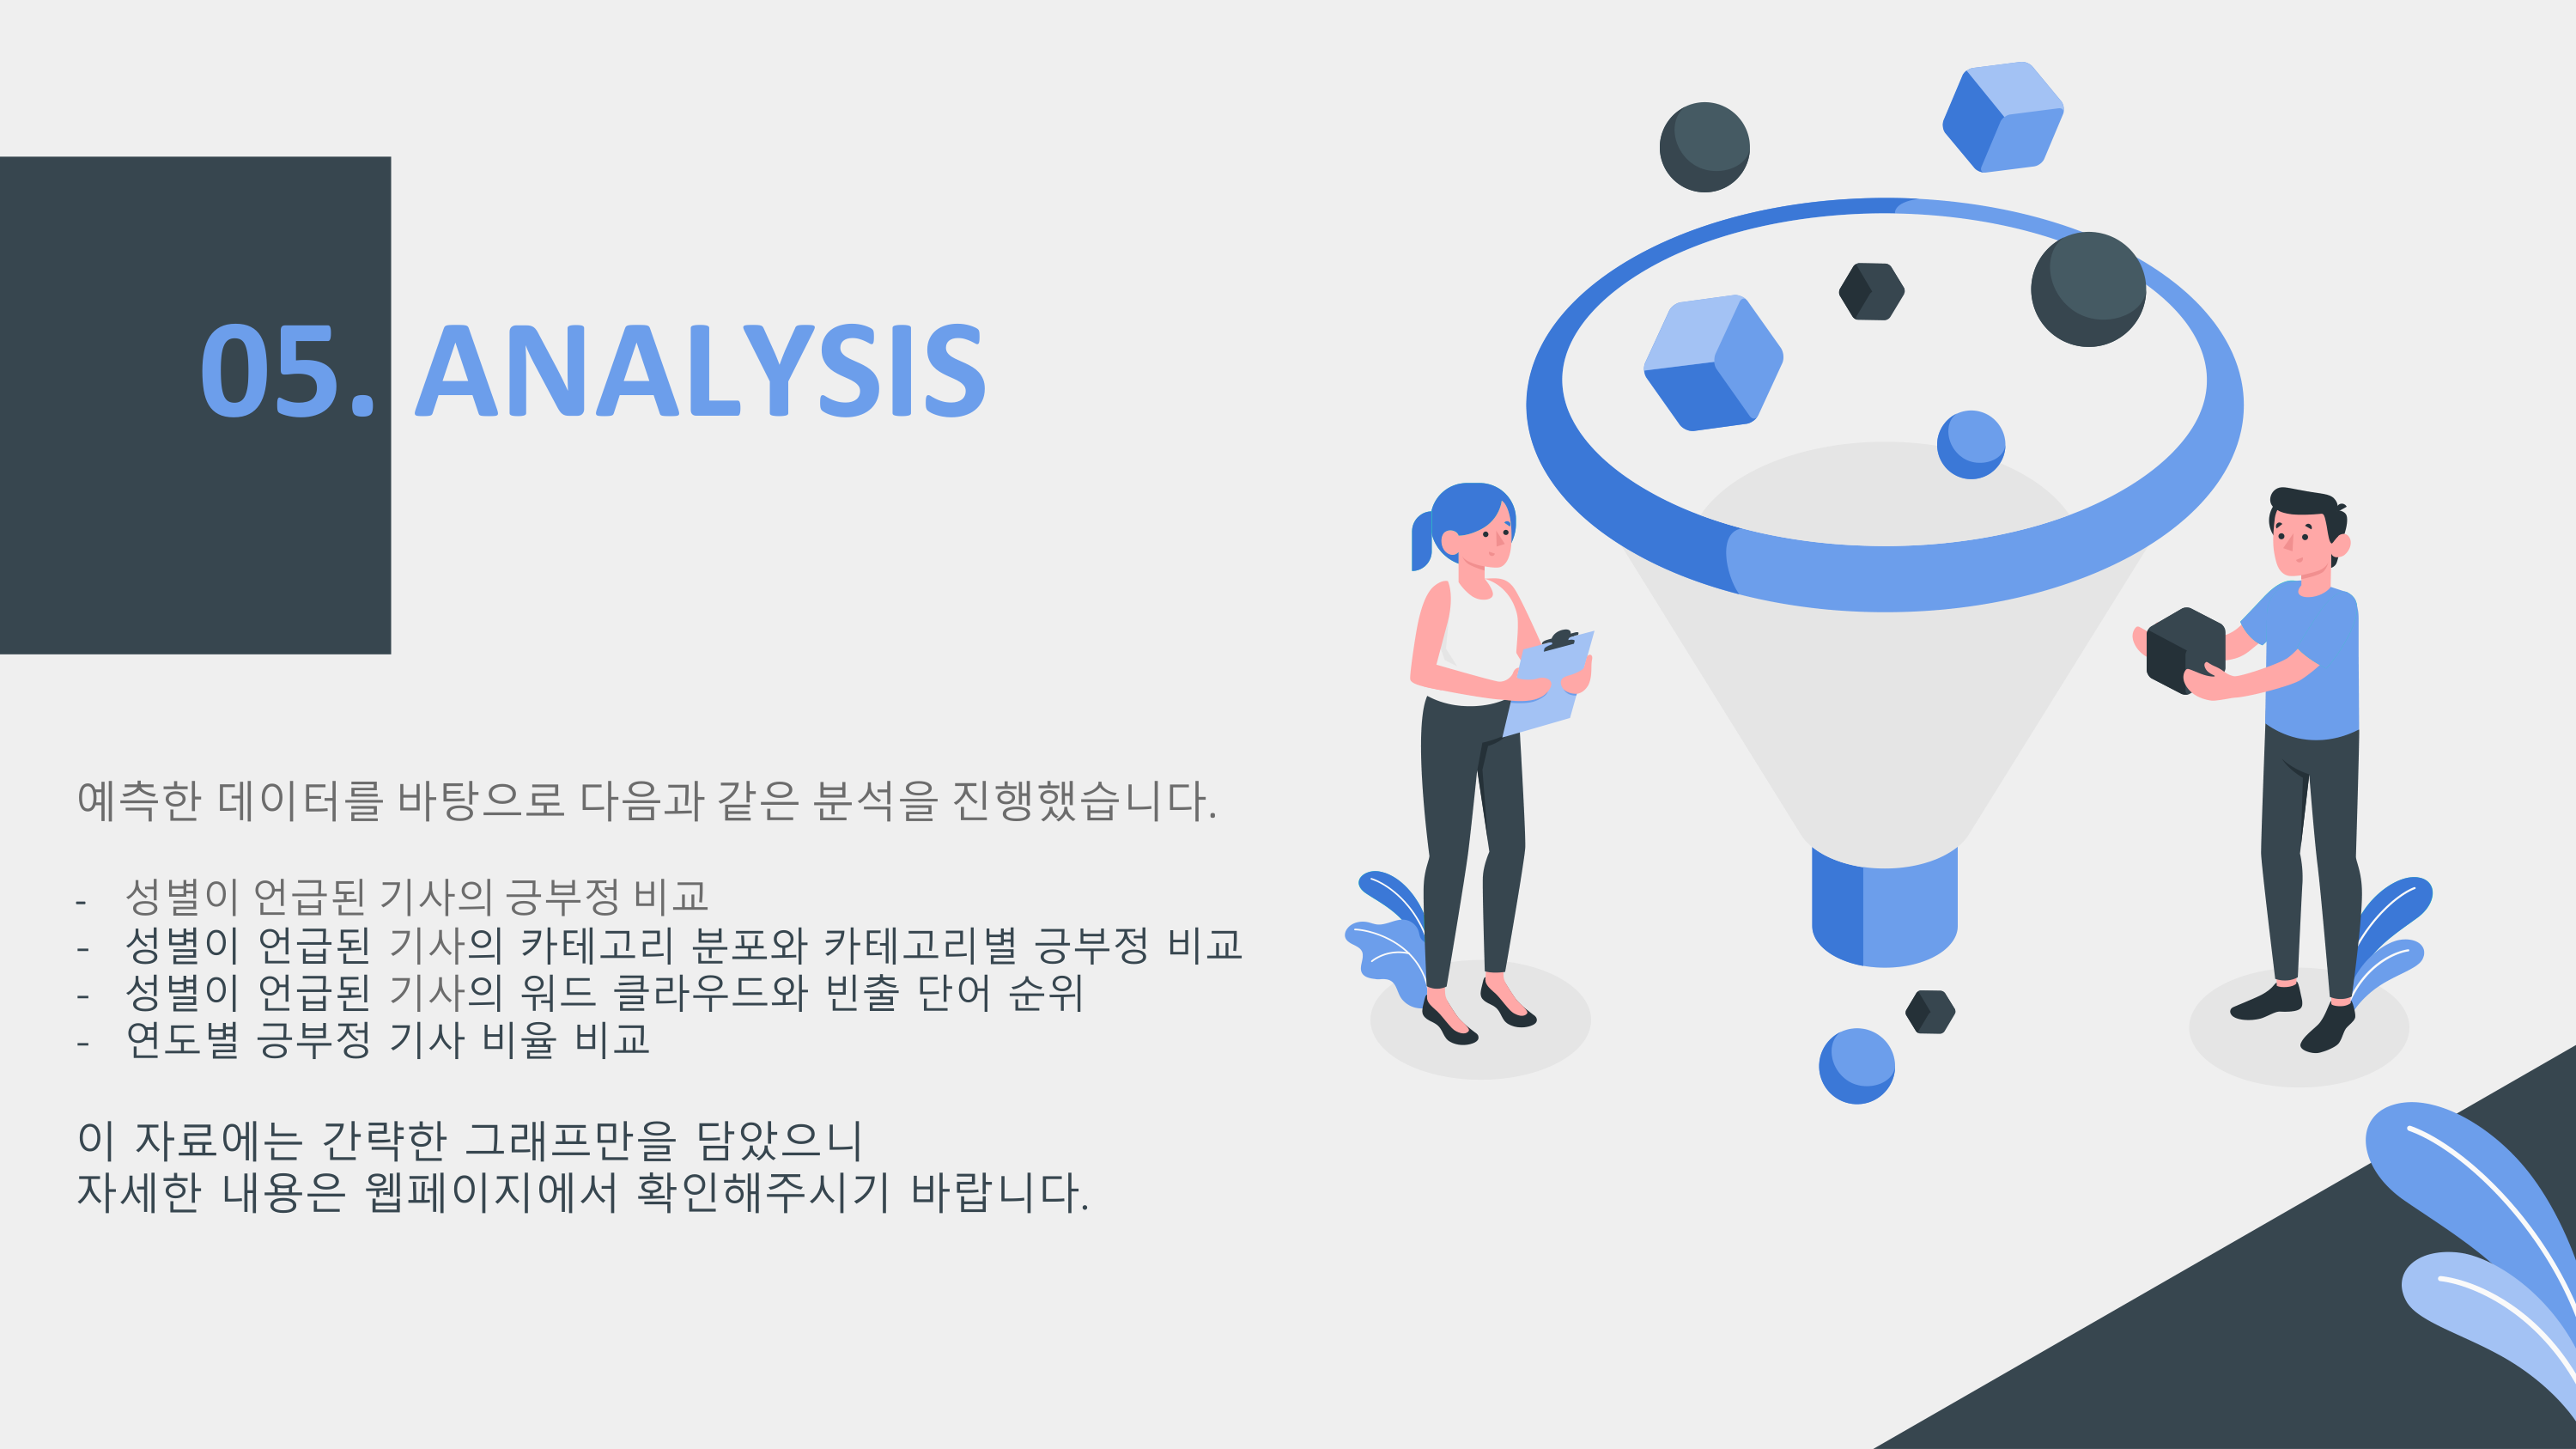 05. ANALYSIS
예측한 데이터를 바탕으로 다음과 같은 분석을 진행했습니다.
- 성별이 언급된 기사의 긍부정 비교
- 성별이 언급된 기사의 카테고리 분포와 카테고리별 긍부정 비교
- 성별이 언급된 기사의 워드 클라우드와 빈출 단어 순위
- 연도별 긍부정 기사 비율 비교
이 자료에는 간략한 그래프만을 담았으니
자세한 내용은 웹페이지에서 확인해주시기 바랍니다.